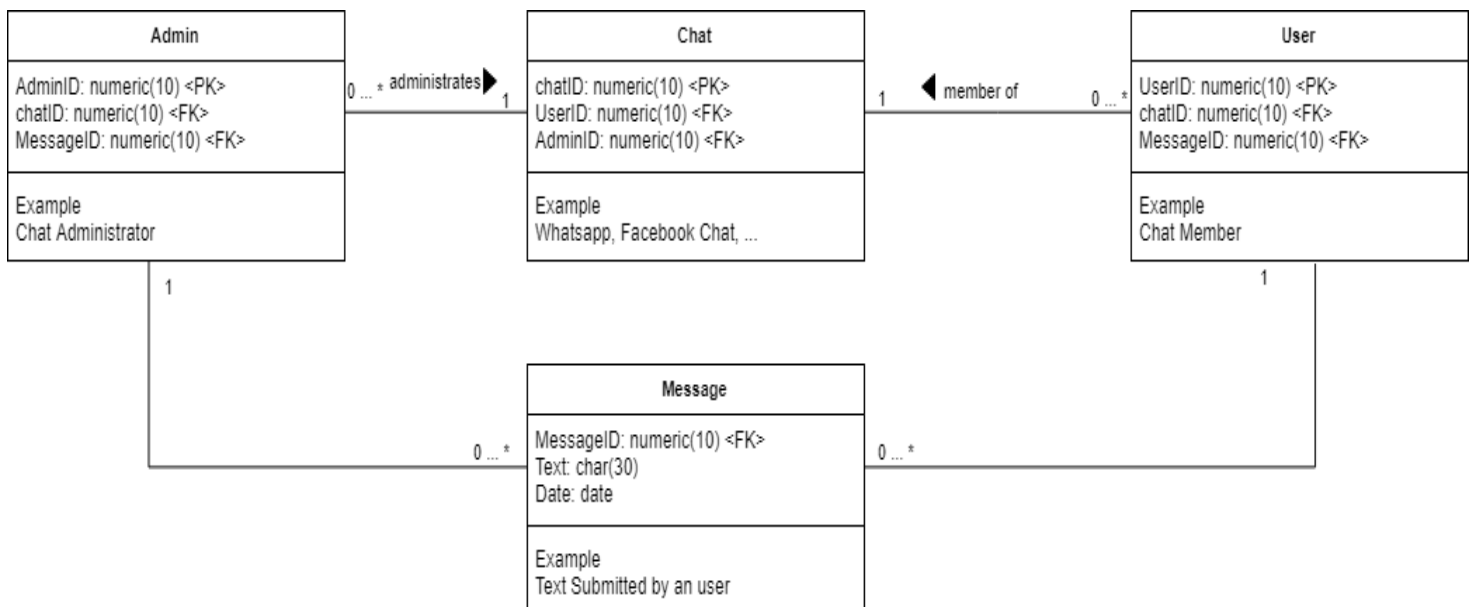 Admin
AdminID: numeric(10) <PK>
chatID: numeric(10) <FK>
MessageID: numeric(10) <FK>
Example
Chat Administrator
0 ... *
administrates
1
Chat
chatID: numeric(10) <PK>
UserID: numeric(10) <FK>
AdminID: numeric(10) <FK>
Example
Whatsapp, Facebook Chat, ...
1
member of
0 ... *
User
UserID: numeric(10) <PK>
chatID: numeric(10) <FK>
MessageID: numeric(10) <FK>
Example
Chat Member
1
1
0 ... *
Message
MessageID: numeric(10) <FK>
Text: char(30)
Date: date
Example
Text Submitted by an user
0 ... *